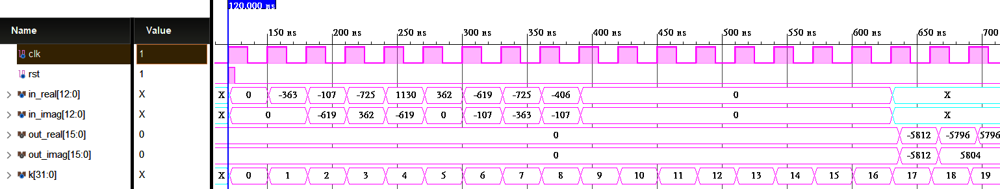 120.000 ns
Name Value 150 ns 200 ns 250 ns 300 ns 350 ns 400 ns 450 ns 500 ns 550 ns 600 ns 650 ns 700
clk 1
rst 1
in_real[12:0] X X 0 -363 -107 -725 1130 362 -619 -725 -406 0 X
in_imag[12:0] X X 0 -619 362 -619 0 -107 -363 -107 0 X
out_real[15:0] 0 0 -5812 -5796 5796
out_imag[15:0] 0 0 -5812 5804
k[31:0] X X 0 1 2 3 4 5 6 7 8 9 10 11 12 13 14 15 16 17 18 19